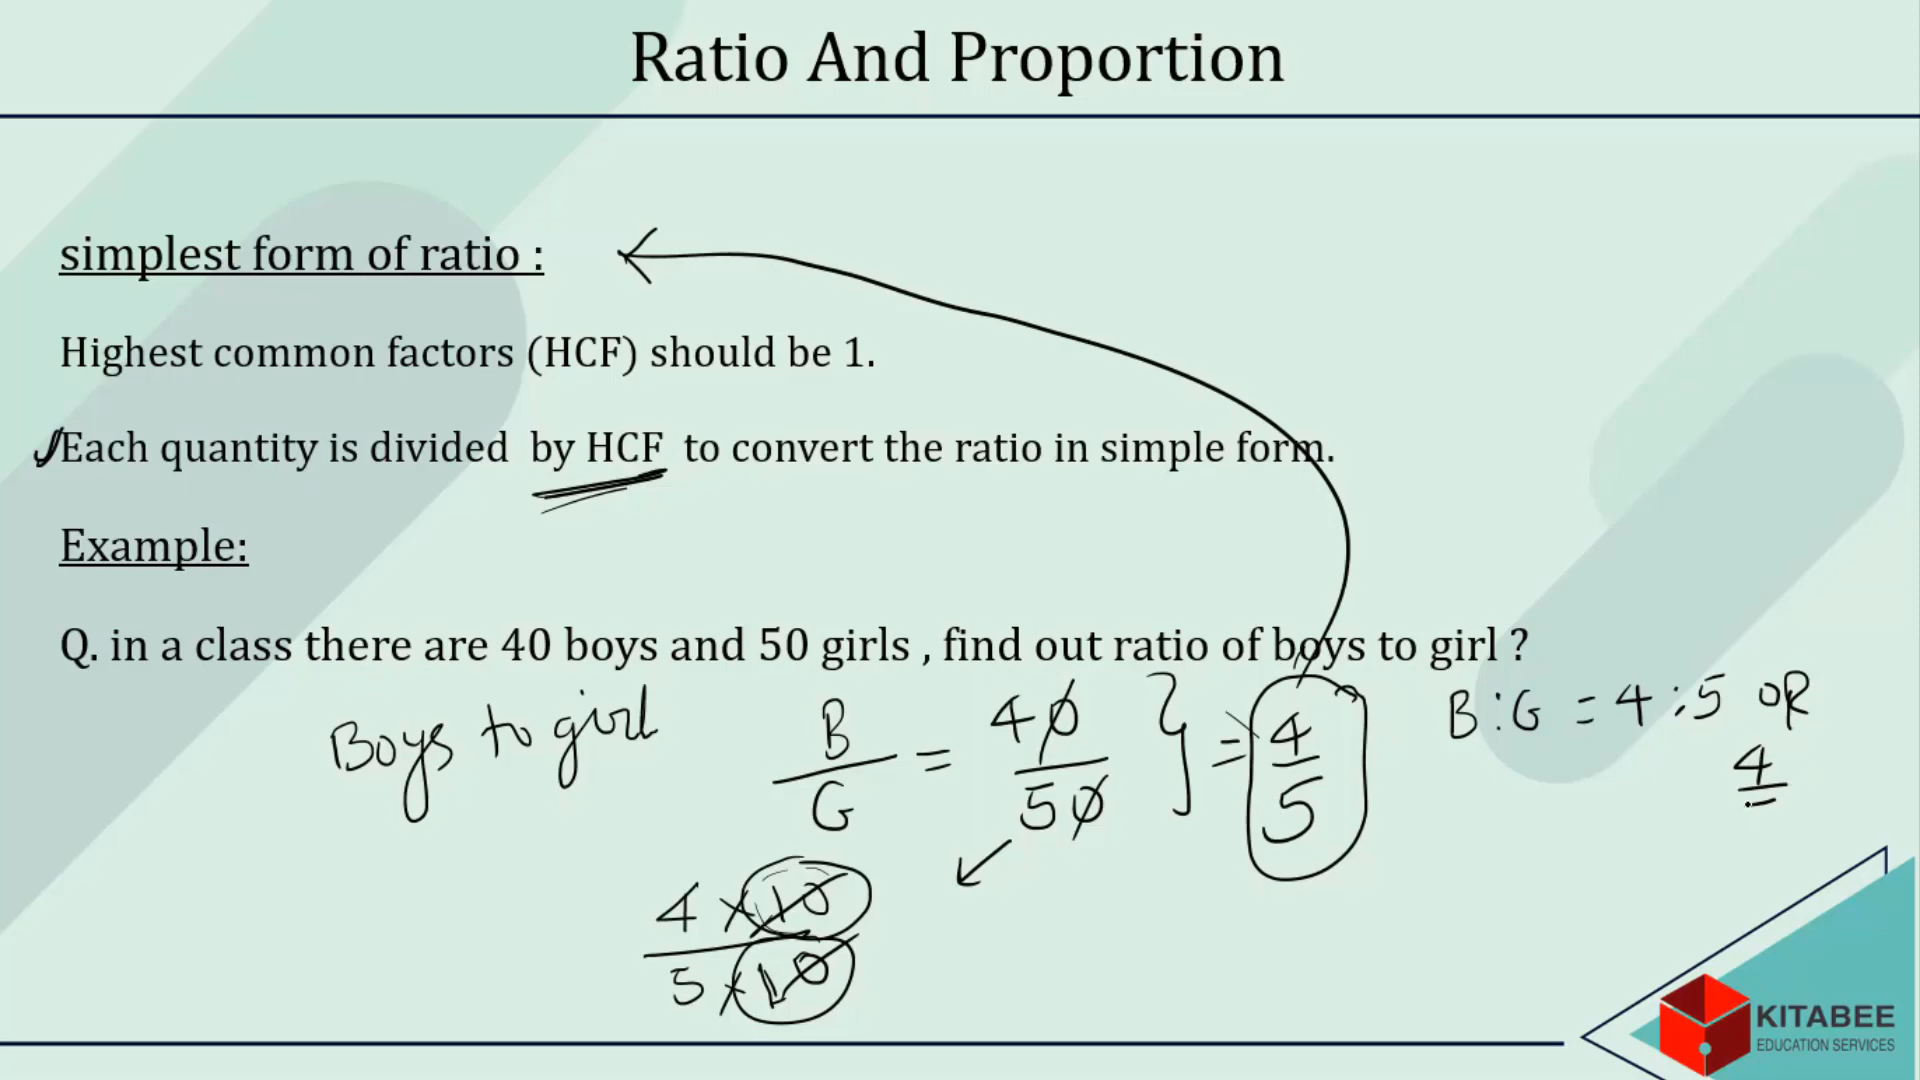 Ratio And Proportion
simplest form of ratio :
Highest common factors (HCF) should be 1.
Each quantity is divided by HCF to convert the ratio in simple form.
Example:
Q. in a class there are 40 boys and 50 girls , find out ratio of boys to girl ?
Boys to girl B/G = 40/50 } = 4/5 B:G = 4:5 OR
4
4×10
5×10
KITABEE
EDUCATION SERVICES